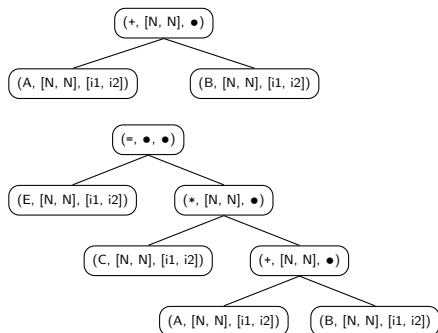 (+, [N, N], ●)
(A, [N, N], [i1, i2]) (B, [N, N], [i1, i2])
(=, ●, ●)
(E, [N, N], [i1, i2]) (*, [N, N], ●)
(C, [N, N], [i1, i2]) (+, [N, N], ●)
(A, [N, N], [i1, i2]) (B, [N, N], [i1, i2])